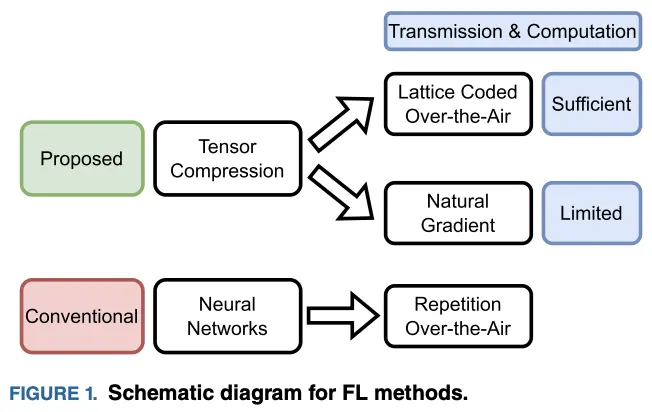 Transmission & Computation
Lattice Coded
Over-the-Air
Sufficient
Proposed
Tensor
Compression
Natural
Gradient
Limited
Conventional
Neural
Networks
Repetition
Over-the-Air
FIGURE 1. Schematic diagram for FL methods.